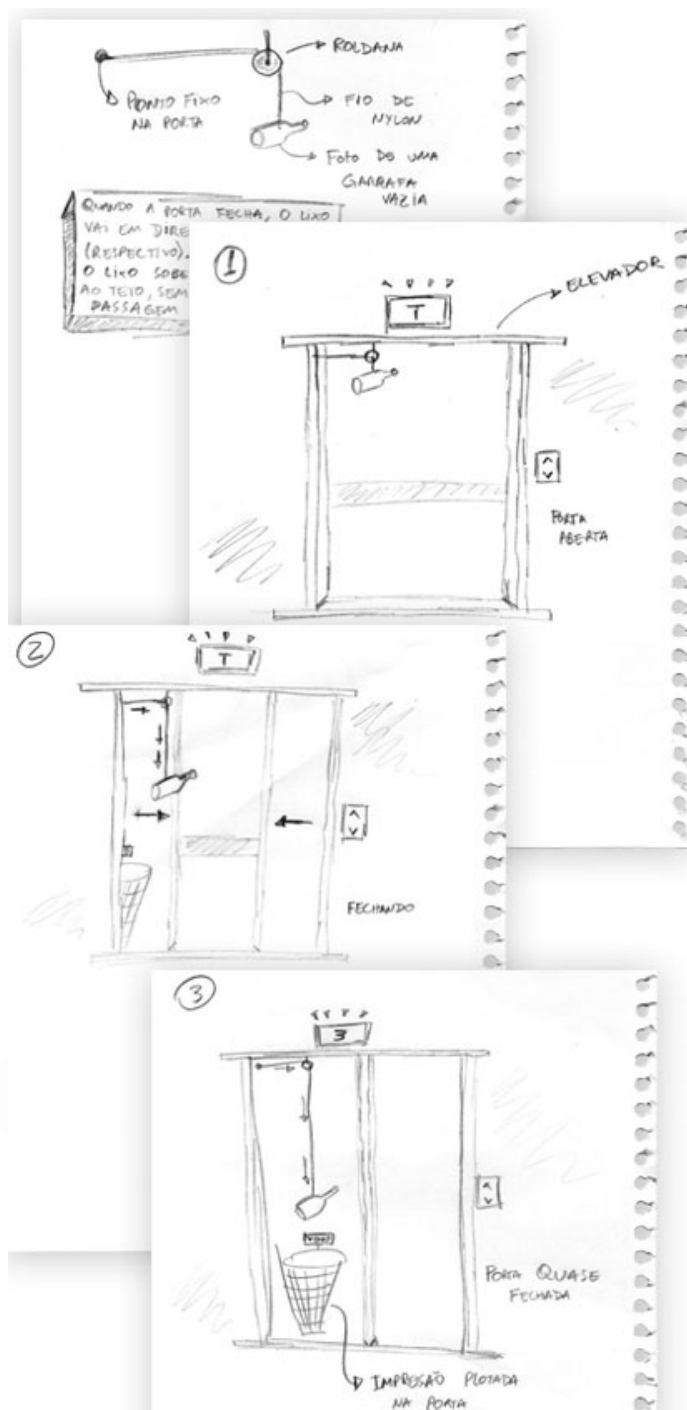 ROLDANA
PONTO FIXO
NA PORTA
FIO DE
NYLON
FOTO DE UMA
GARRAFA
VAZIA
QUANDO A PORTA FECHA, O LIXO
VAI EM DIRE
(RESPECTIVO).
O LIXO SOBE
AO TETO, SEM
PASSAGEM
1
T
ELEVADOR
PORTA
ABERTA
2
T
FECHANDO
3
3
VIDRO
PORTA QUASE
FECHADA
IMPRESSÃO PLOTADA
NA PORTA